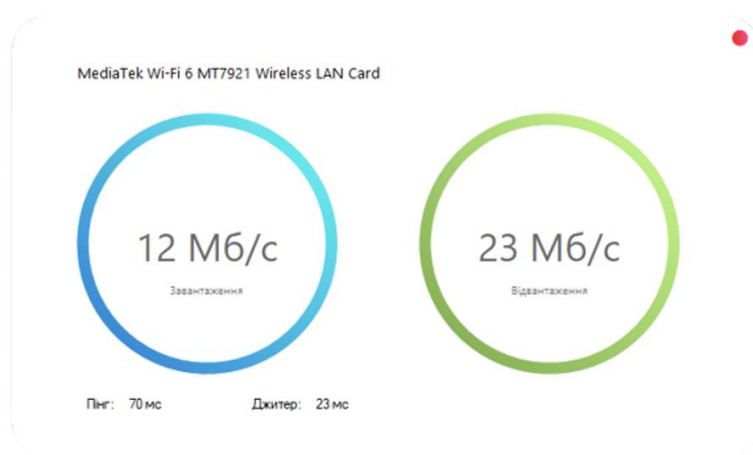 MediaTek Wi-Fi 6 MT7921 Wireless LAN Card
12 Мб/с
23 Мб/с
Завантаження
Відвантаження
Пінг: 70 мс
Джитер: 23 мс